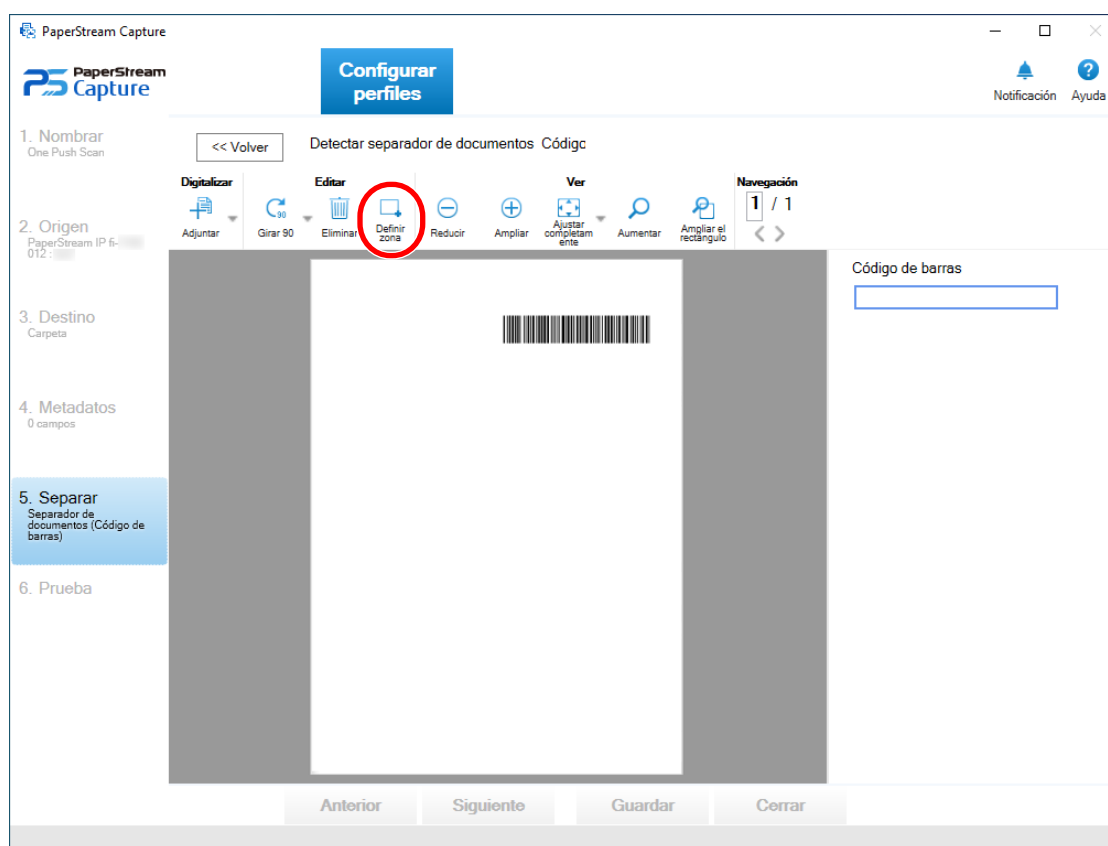 PaperStream Capture
PaperStream
Capture
Configurar
perfiles
Notificación
Ayuda
1. Nombrar
One Push Scan
2. Origen
PaperStream IP fi-
012 :
3. Destino
Carpeta
4. Metadatos
0 campos
5. Separar
Separador de
documentos (Código de
barras)
6. Prueba
<< Volver
Detectar separador de documentos Códigc
Digitalizar
Editar
Ver
Navegación
Adjuntar
90
Girar 90
Eliminar
Definir
zona
Reducir
Ampliar
Ajustar
completam
ente
Aumentar
Ampliar el
rectángulo
1 / 1
Código de barras
Anterior
Siguiente
Guardar
Cerrar